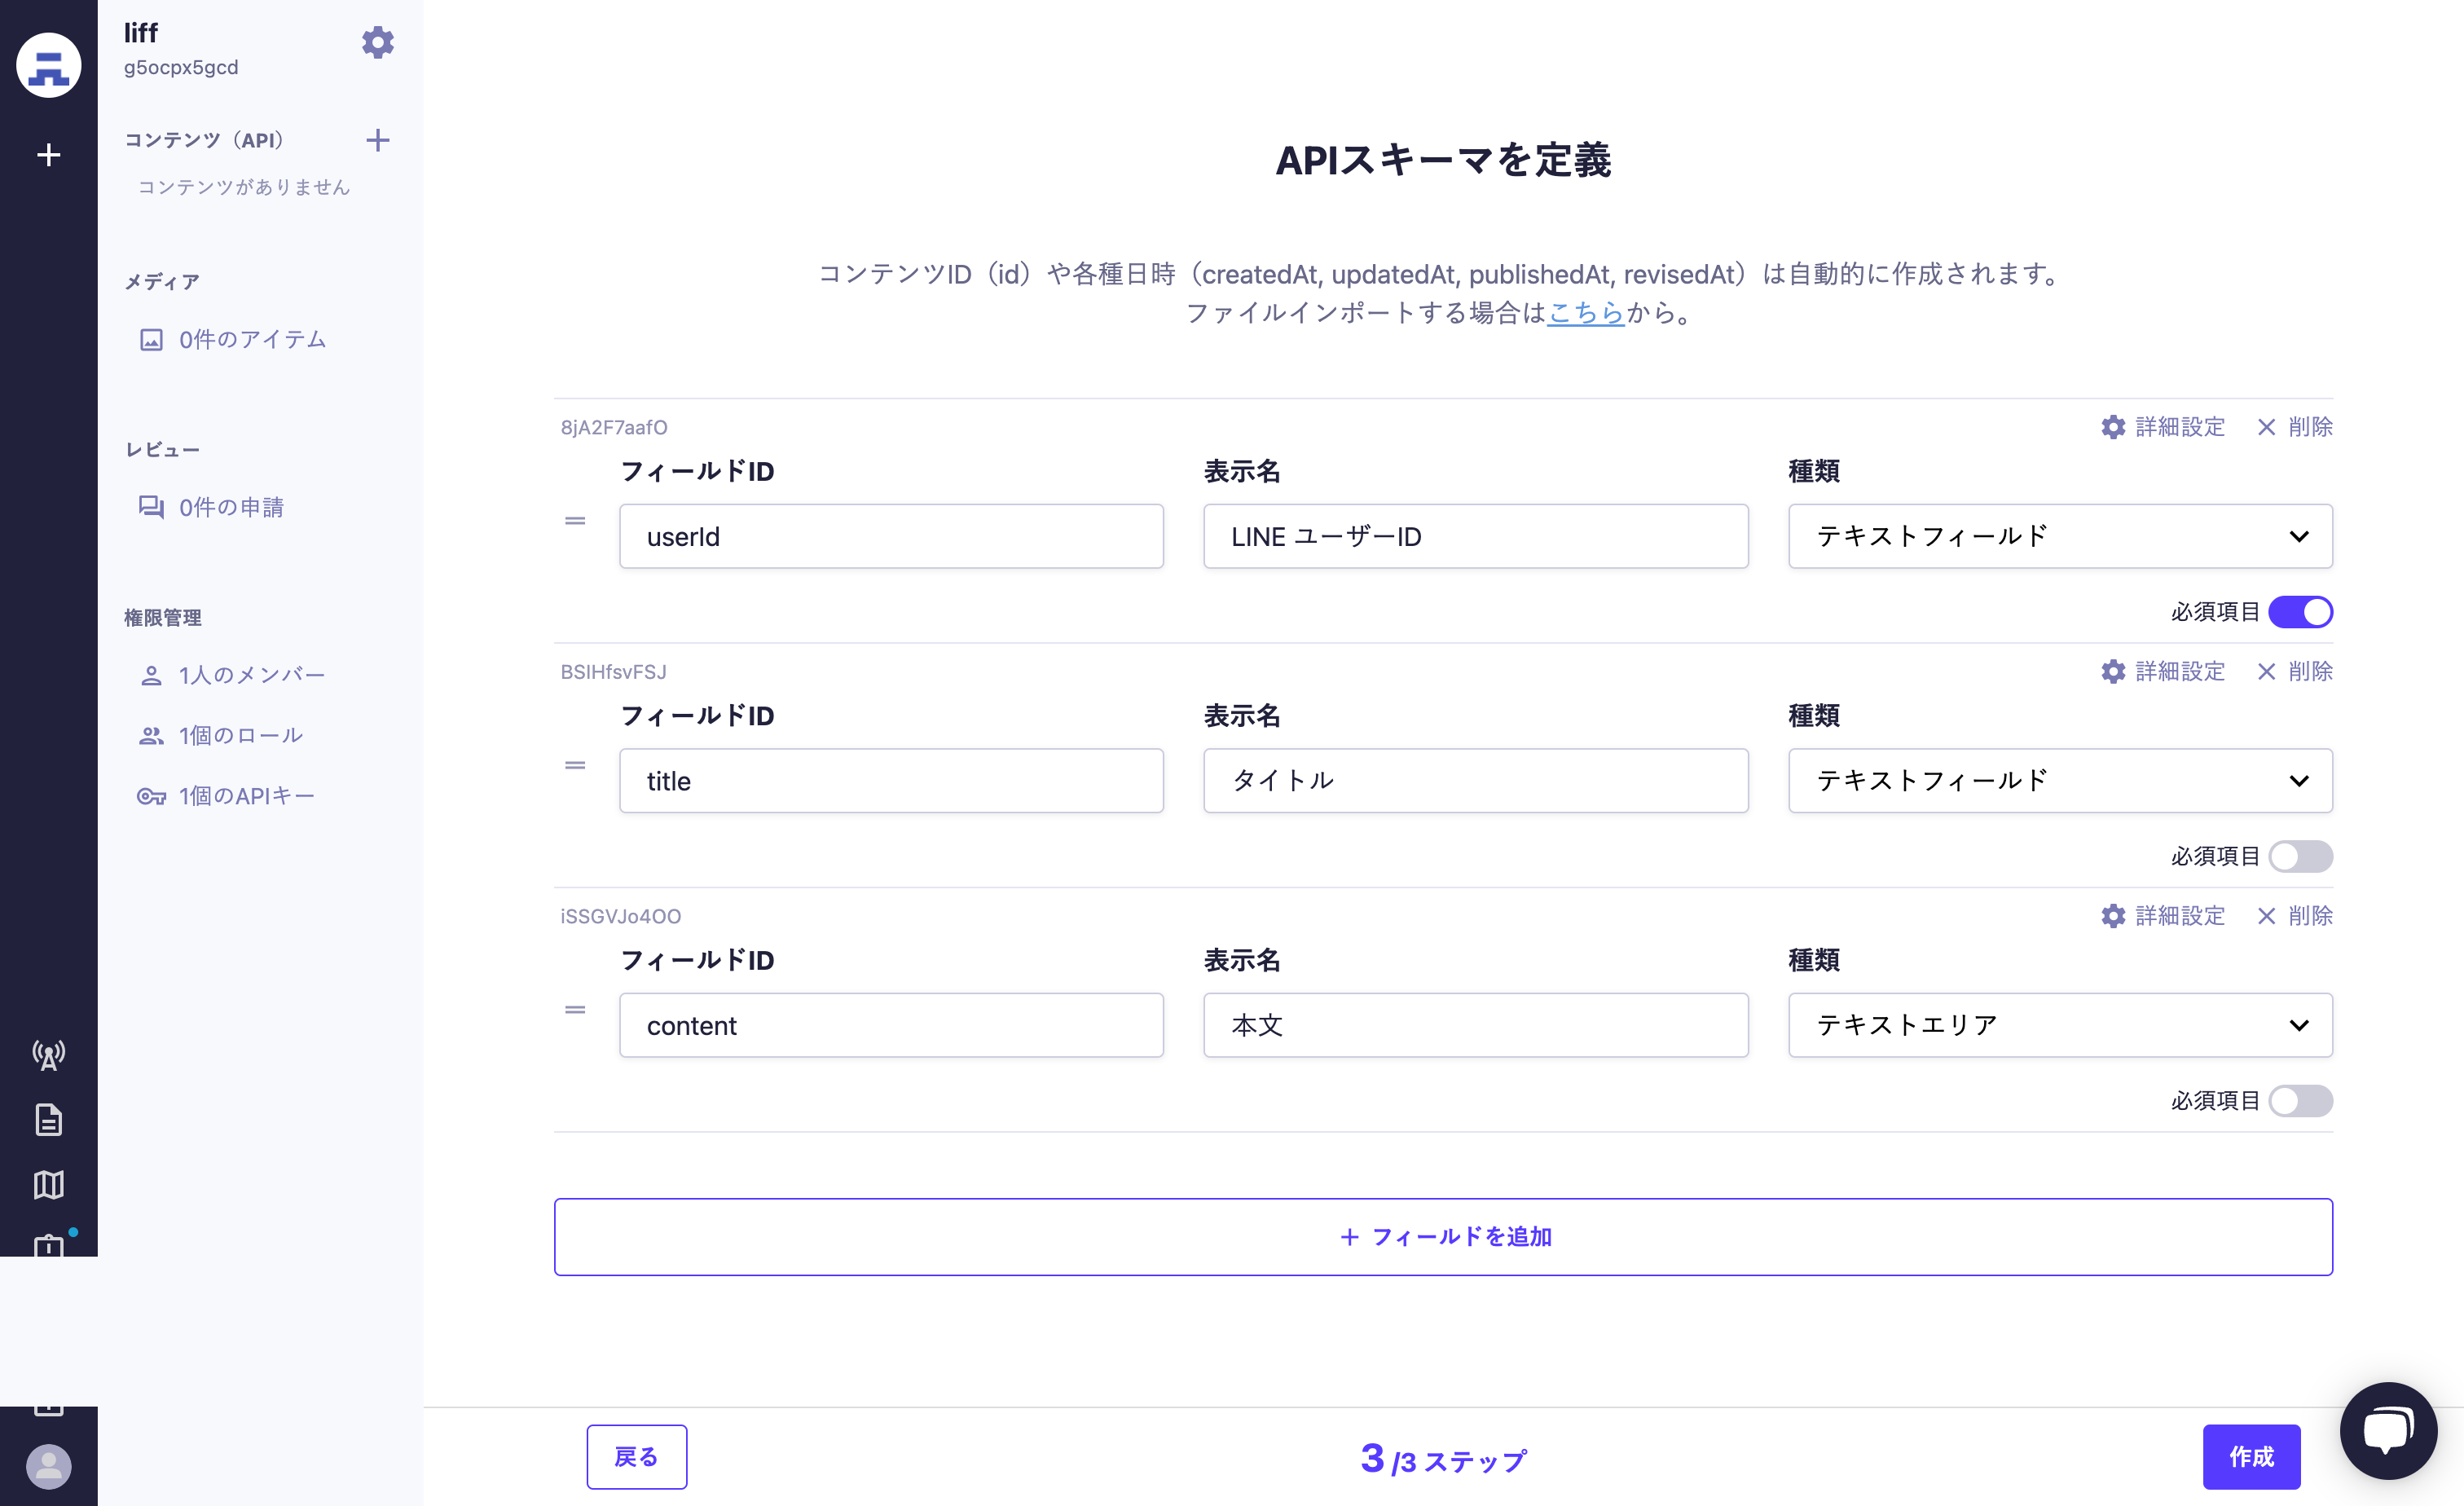 liff
g5ocpx5gcd
コンテンツ（API）
コンテンツがありません
メディア
0件のアイテム
レビュー
0件の申請
権限管理
1人のメンバー
1個のロール
1個のAPIキー
APIスキーマを定義
コンテンツID（id）や各種日時（createdAt, updatedAt, publishedAt, revisedAt）は自動的に作成されます。
ファイルインポートする場合はこちらから。
8jA2F7aafO 詳細設定 削除
フィールドID 表示名 種類
userId LINE ユーザーID テキストフィールド
必須項目
BSIHfsvFSJ 詳細設定 削除
フィールドID 表示名 種類
title タイトル テキストフィールド
必須項目
iSSGVJo4OO 詳細設定 削除
フィールドID 表示名 種類
content 本文 テキストエリア
必須項目
＋ フィールドを追加
戻る 3 /3 ステップ 作成